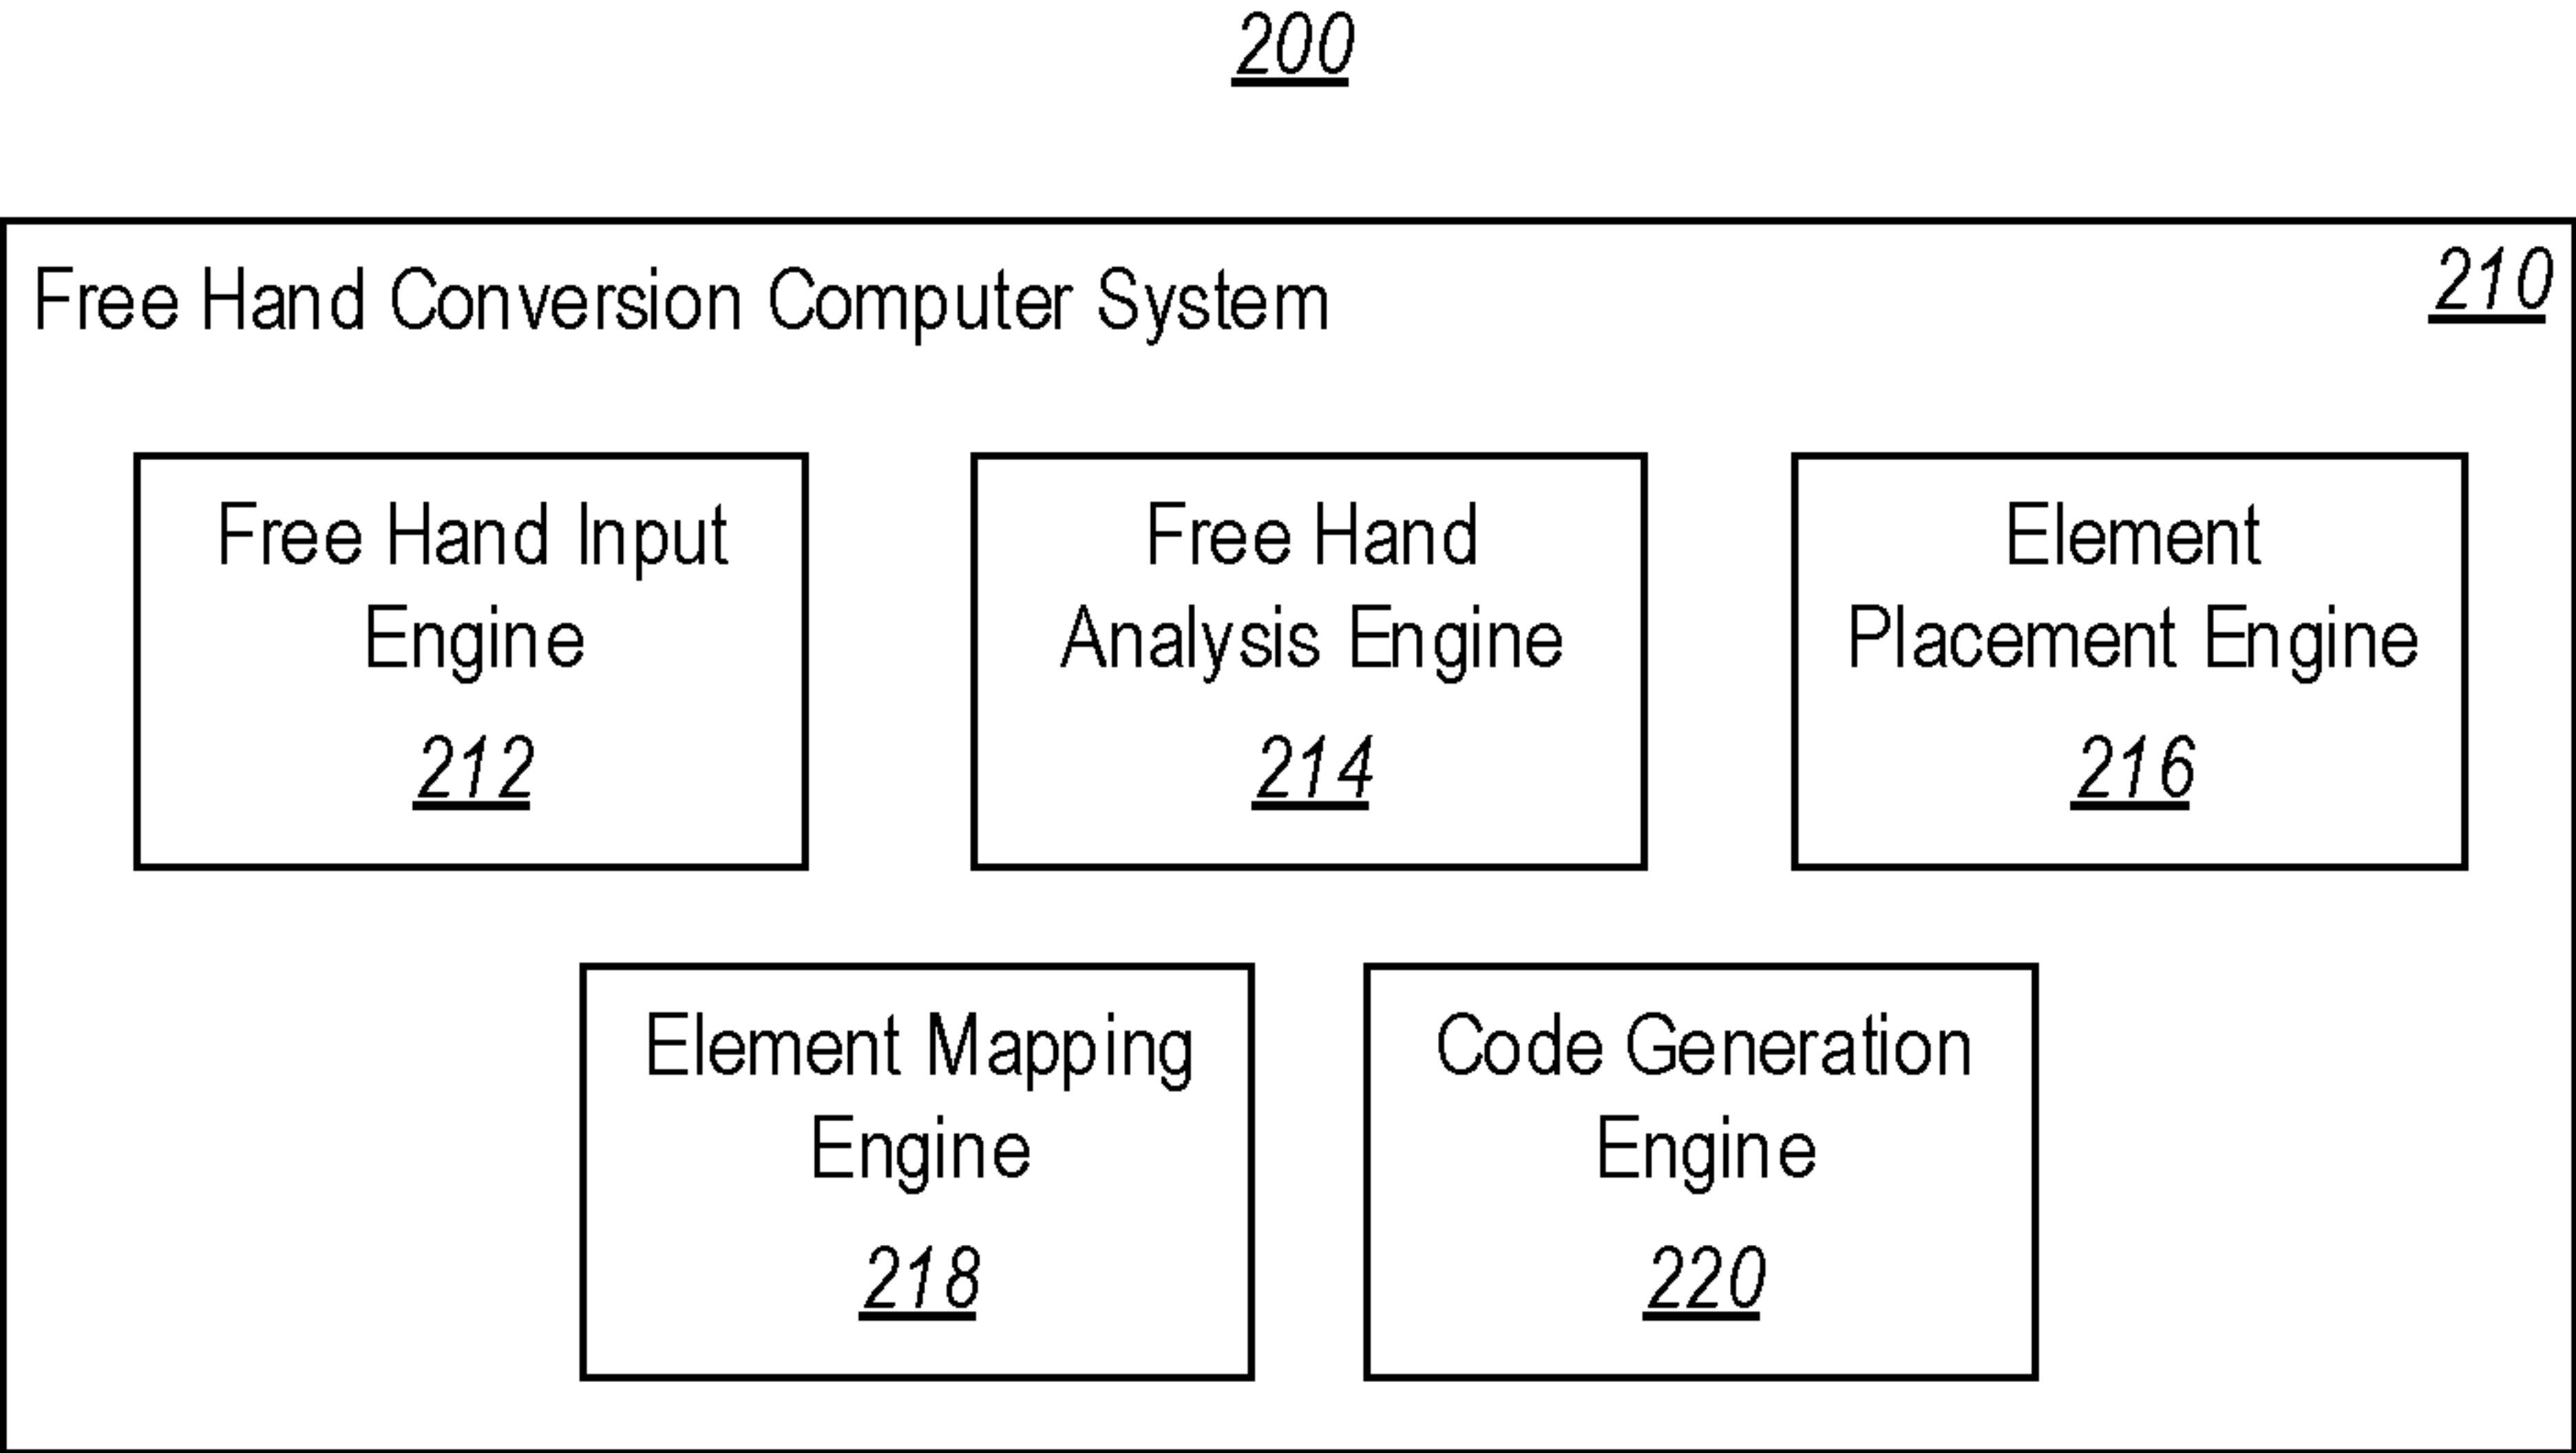 200
Free Hand Conversion Computer System
210
Free Hand Input
Engine
212
Free Hand
Analysis Engine
214
Element
Placement Engine
216
Element Mapping
Engine
218
Code Generation
Engine
220